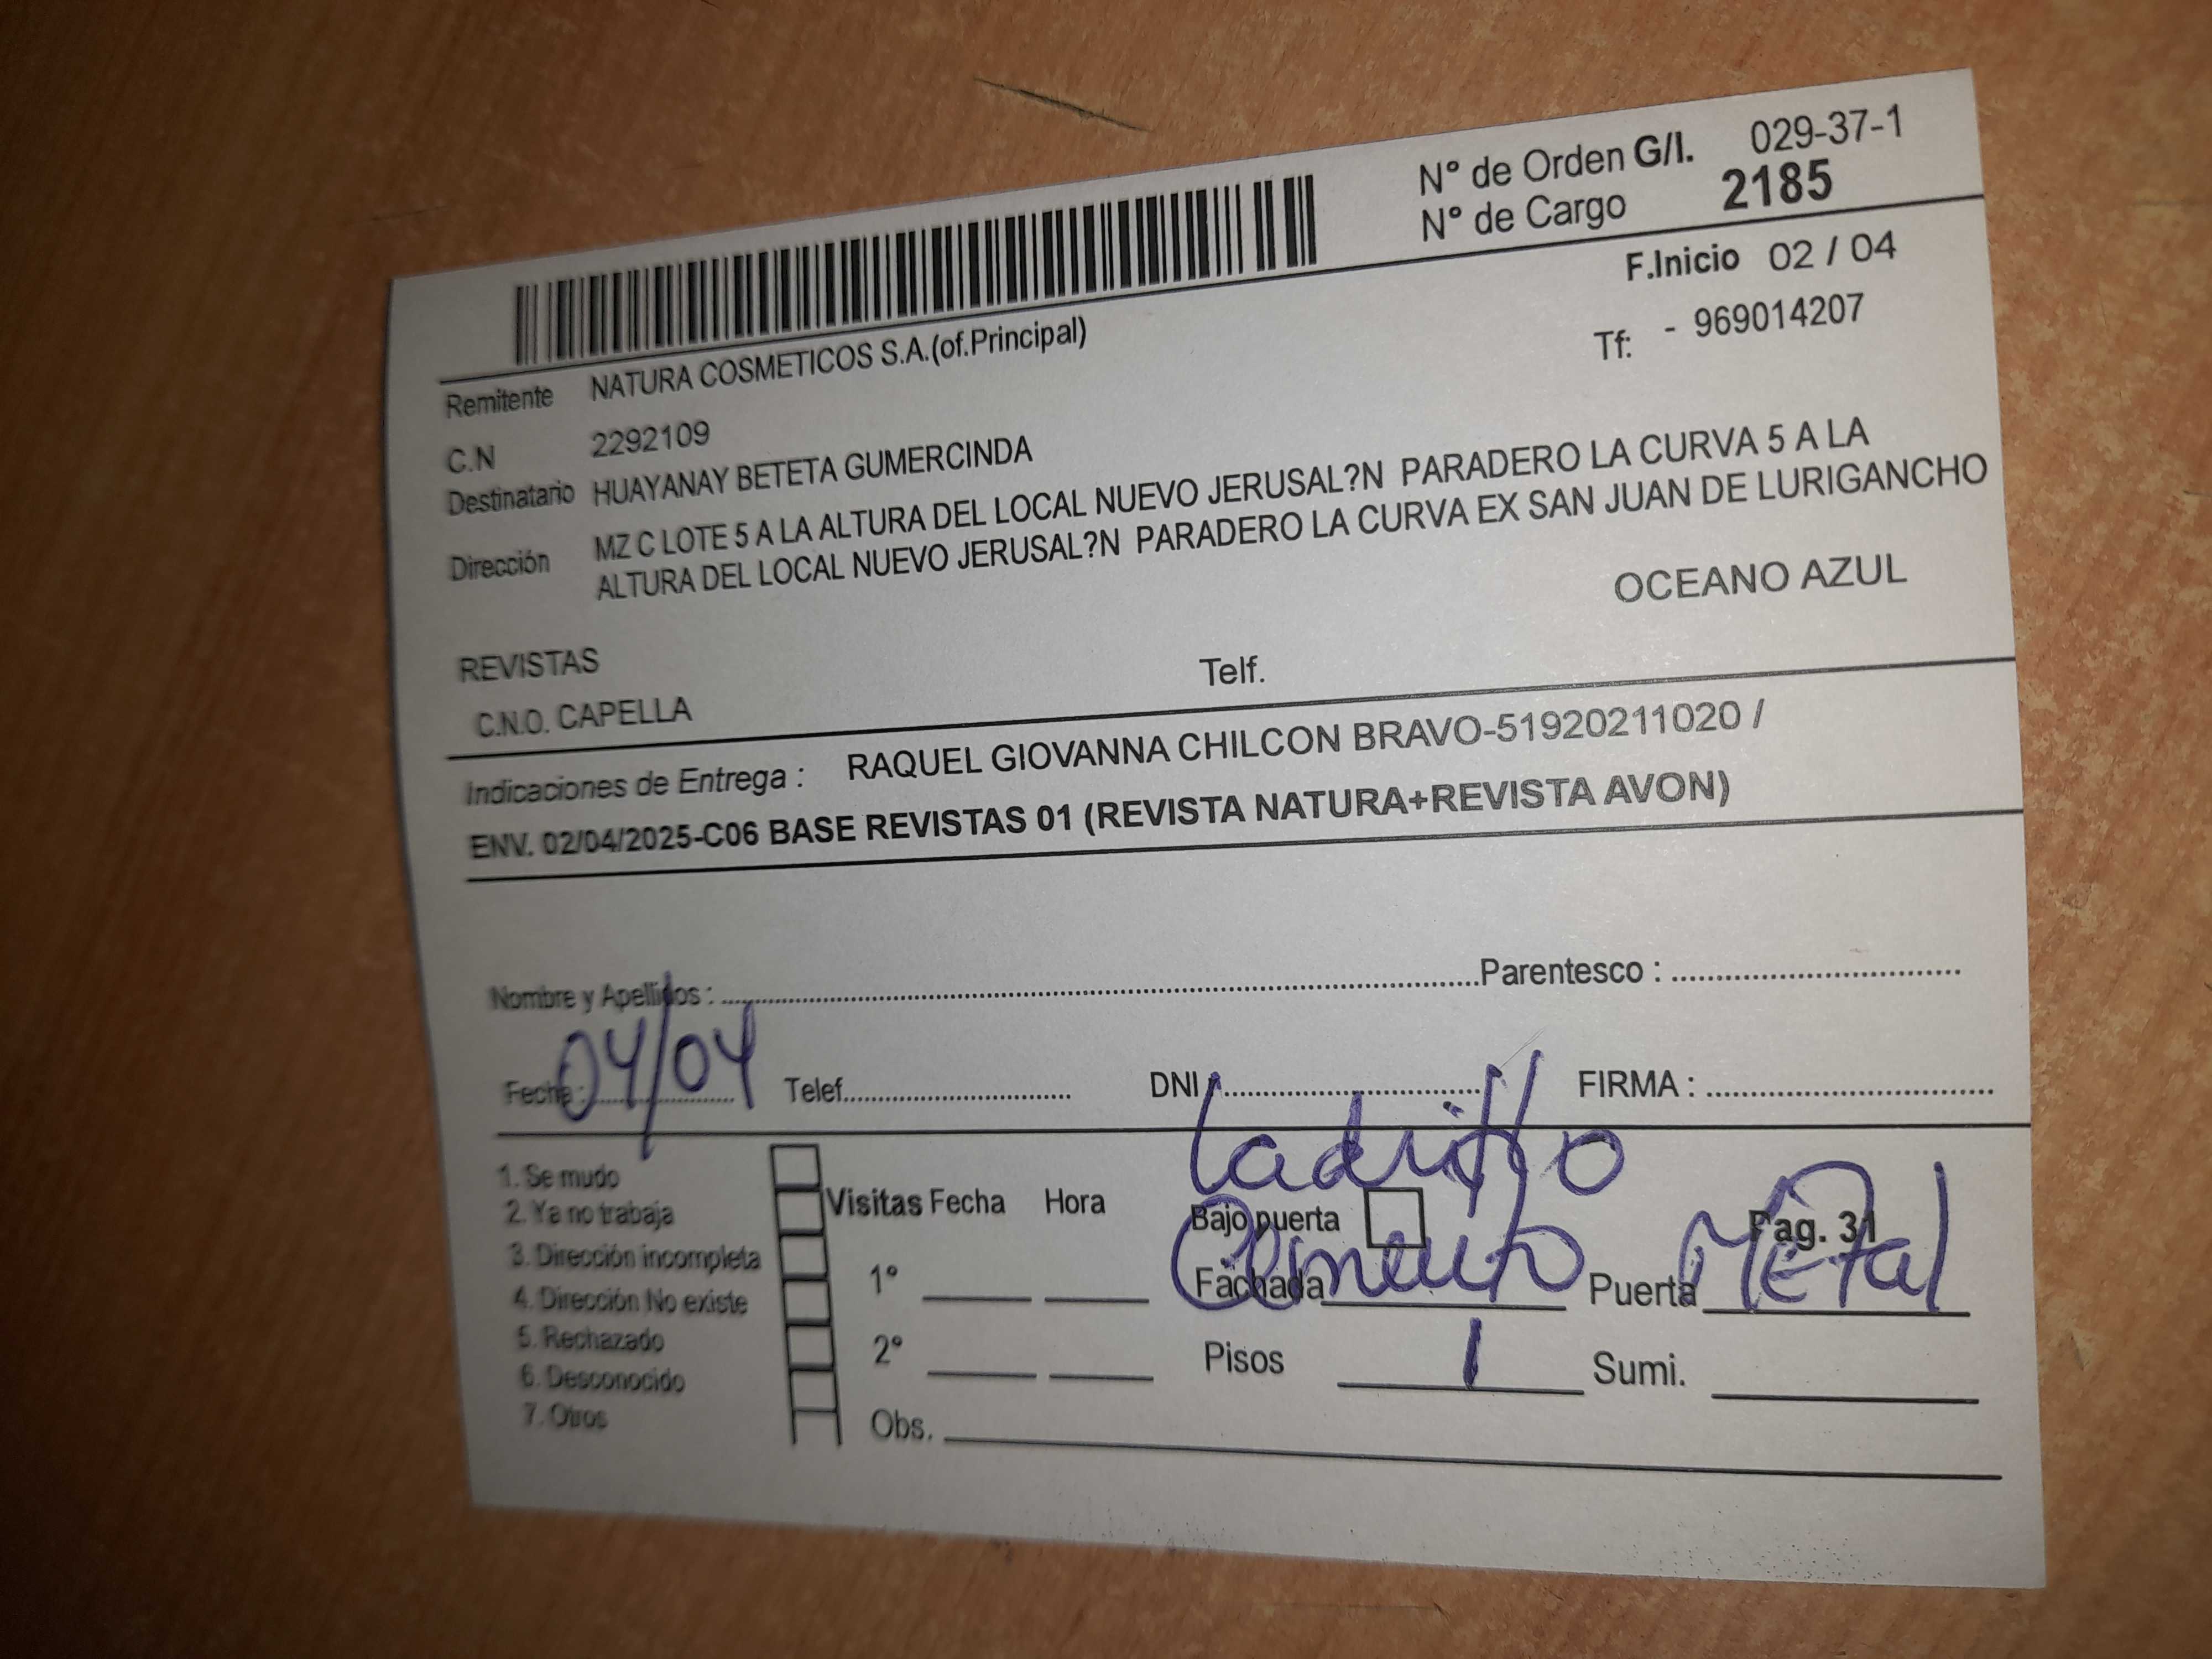 N° de Orden G/I. 029-37-1
N° de Cargo 2185
F.Inicio 02 / 04
Tf: - 969014207
Remitente NATURA COSMETICOS S.A.(of.Principal)
C.N 2292109
Destinatario HUAYANAY BETETA GUMERCINDA
Dirección MZ C LOTE 5 A LA ALTURA DEL LOCAL NUEVO JERUSAL?N PARADERO LA CURVA 5 A LA
ALTURA DEL LOCAL NUEVO JERUSAL?N PARADERO LA CURVA EX SAN JUAN DE LURIGANCHO
OCEANO AZUL
REVISTAS
Telf.
C.N.O. CAPELLA
Indicaciones de Entrega : RAQUEL GIOVANNA CHILCON BRAVO-51920211020 /
ENV. 02/04/2025-C06 BASE REVISTAS 01 (REVISTA NATURA+REVISTA AVON)
Nombre y Apellidos : Parentesco :
Fecha : 04/04 Telef. DNI FIRMA :
ladrillo
1. Se mudo
2. Ya no trabaja
3. Dirección incompleta
4. Dirección No existe
5. Rechazado
6. Desconocido
7. Otros
Visitas Fecha Hora
1°
2°
Obs.
Bajo puerta Pag. 31
Fachada Cemento Puerta Metal
Pisos 1 Sumi.